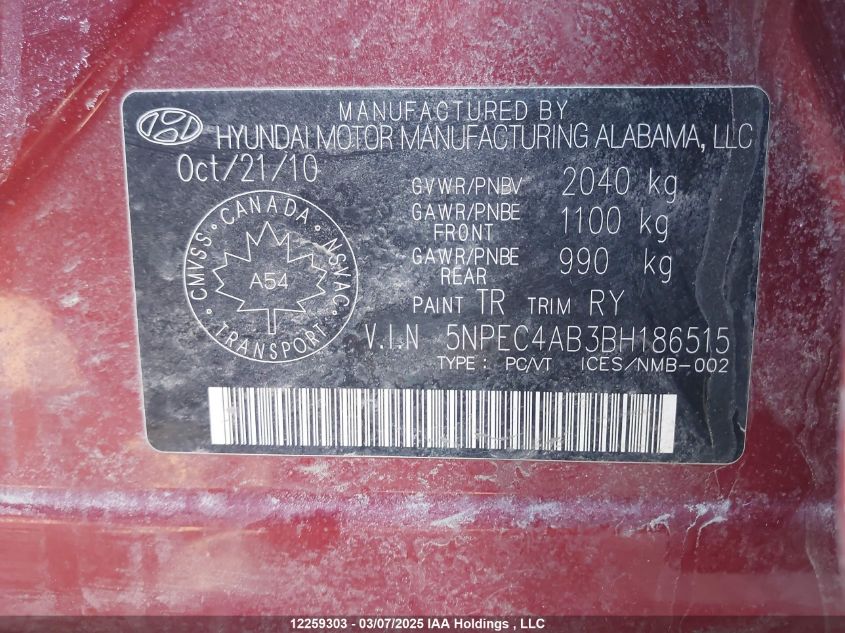 MANUFACTURED BY
HYUNDAI MOTOR MANUFACTURING ALABAMA, LLC
Oct/21/10
GVWR/PNBV 2040 kg
GAWR/PNBE FRONT 1100 kg
GAWR/PNBE REAR 990 kg
CANADA
CMVSS NSVAC
A54
TRANSPORT
PAINT TR TRIM RY
V.I.N 5NPEC4AB3BH186515
TYPE: PC/VT ICES/NMB-002
12259303 - 03/07/2025 IAA Holdings , LLC